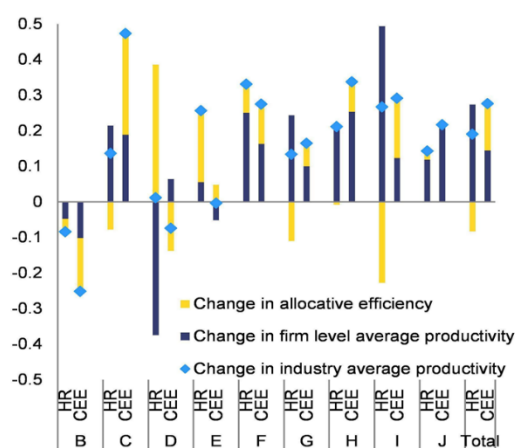 0.5
0.4
0.3
0.2
0.1
0
-0.1
-0.2
-0.3
-0.4
-0.5
Change in allocative efficiency
Change in firm level average productivity
Change in industry average productivity
HR CEE HR CEE HR CEE HR CEE HR CEE HR CEE HR CEE HR CEE HR CEE HR CEE
B C D E F G H I J Total